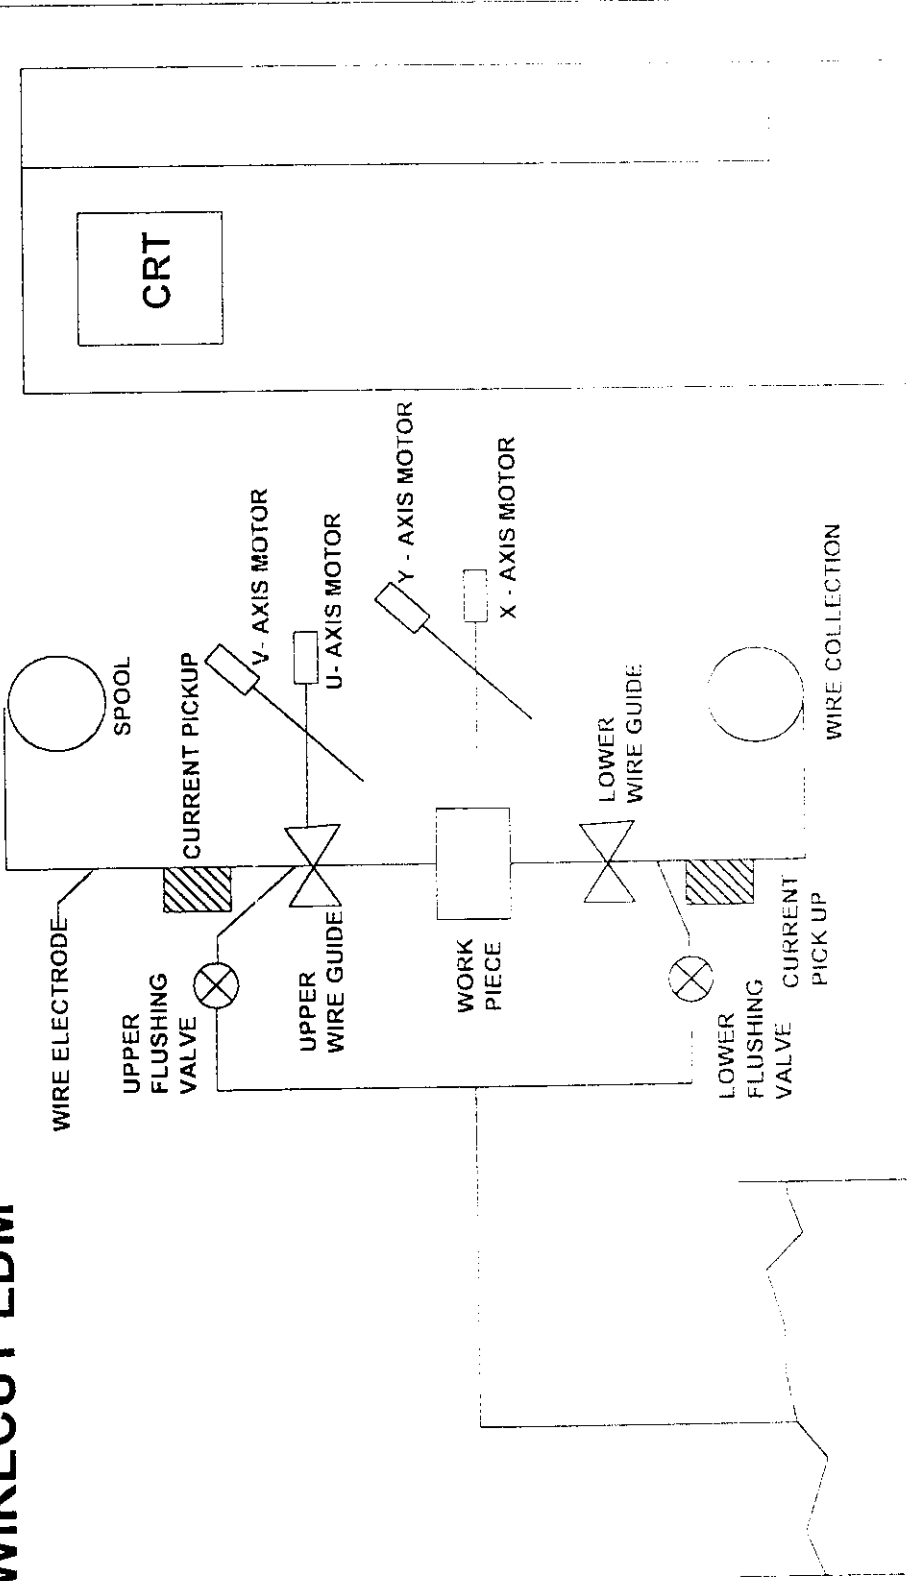 WIRECUT EDM
WIRE ELECTRODE
SPOOL
UPPER
FLUSHING
VALVE
CURRENT PICKUP
V- AXIS MOTOR
UPPER
WIRE GUIDE
U- AXIS MOTOR
Y - AXIS MOTOR
X - AXIS MOTOR
WORK
PIECE
LOWER
WIRE GUIDE
LOWER
FLUSHING
VALVE
CURRENT
PICK UP
WIRE COLLECTION
CRT